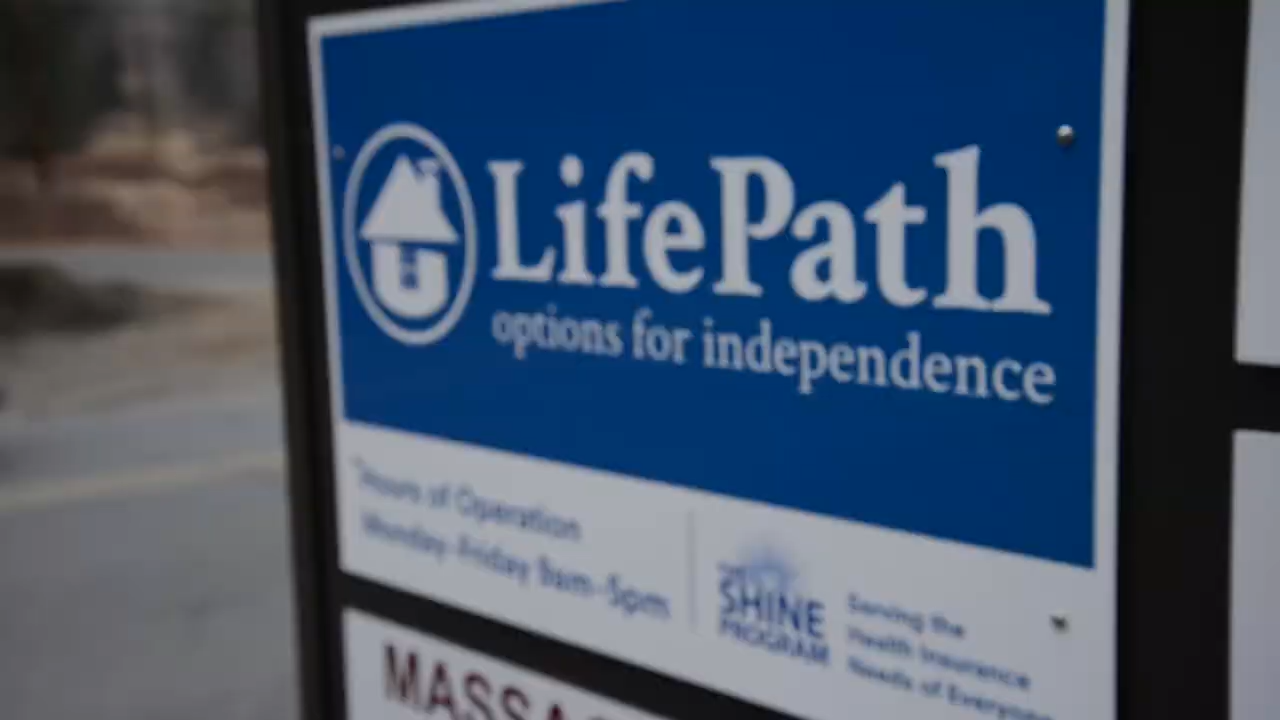 LifePath
options for independence
Hours of Operation
Monday-Friday 9am-5pm
SHINE
PROGRAM
Serving the
Health Insurance
Needs of Everyone